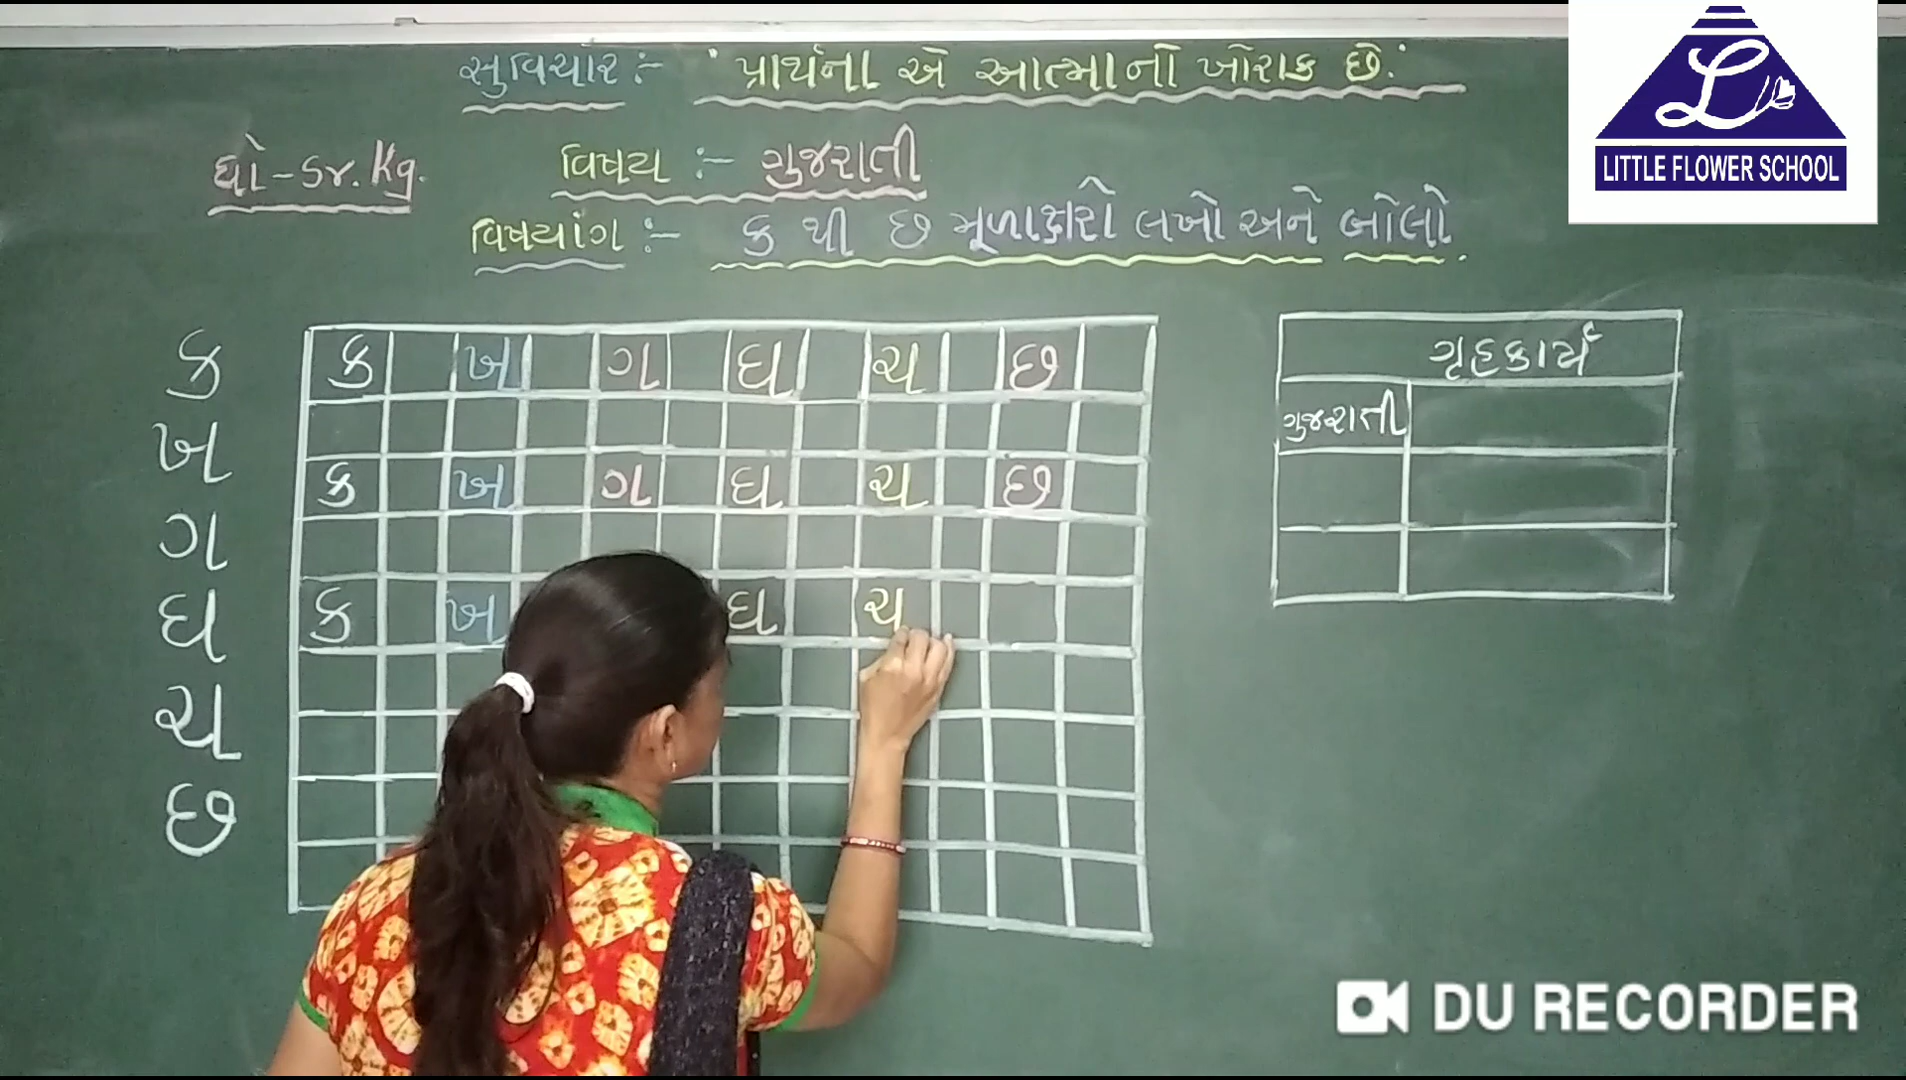 સુવિચાર :- "પ્રાર્થના એ આત્માનો ખોરાક છે."
ધો - Sr. Kg.
વિષય :- ગુજરાતી
વિષયાંગ :- ક થી છ મૂળાક્ષરો લખો અને બોલો.
LITTLE FLOWER SCHOOL
ક
ખ
ગ
ઘ
ચ
છ
ક ખ ગ ઘ ચ છ
ક ખ ગ ઘ ચ છ
ક ખ ઘ ચ
ગૃહકાર્ય
ગુજરાતી
DU RECORDER